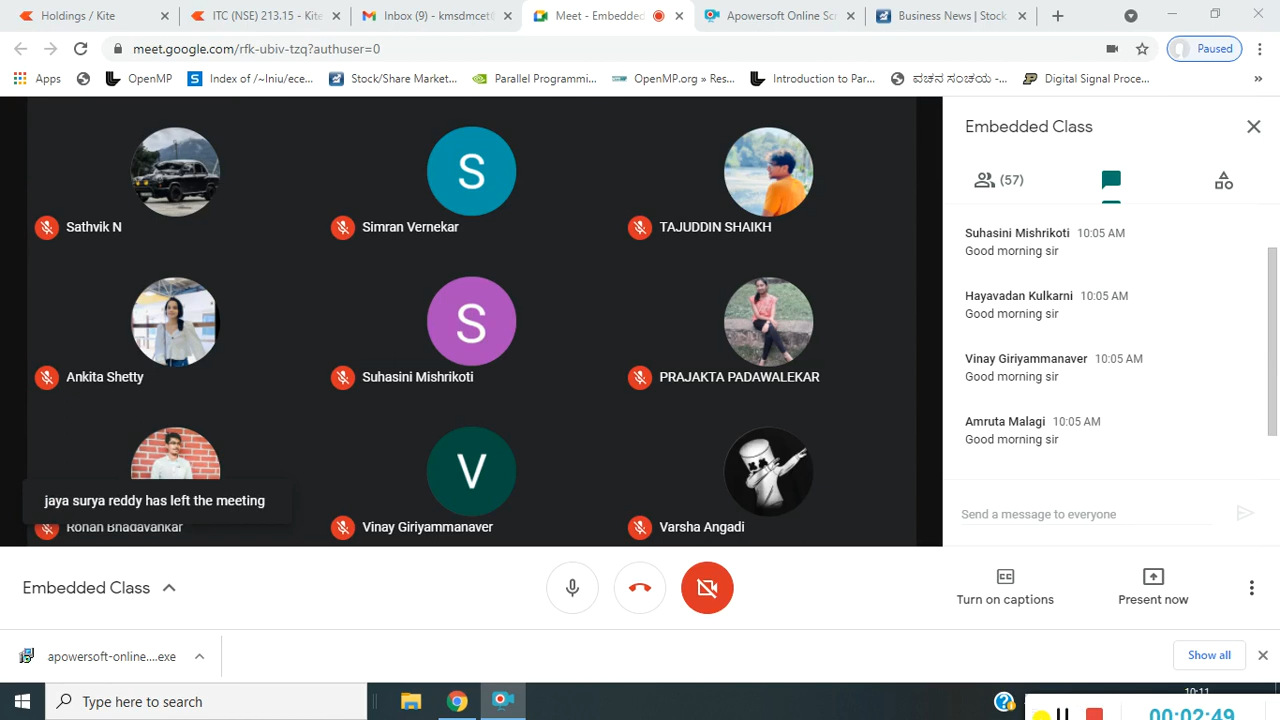 Holdings / Kite
ITC (NSE) 213.15 - Kite
Inbox (9) - kmsdmcet
Meet - Embedded
Apowersoft Online Scr
Business News | Stock
meet.google.com/rfk-ubiv-tzq?authuser=0
Paused
Apps
OpenMP
Index of /~lniu/ece...
Stock/Share Market...
Parallel Programmi...
OpenMP.org » Res...
Introduction to Par...
ವಚನ ಸಂಚಯ -...
Digital Signal Proce...
»
Sathvik N
S
Simran Vernekar
TAJUDDIN SHAIKH
Ankita Shetty
S
Suhasini Mishrikoti
PRAJAKTA PADAWALEKAR
jaya surya reddy has left the meeting
Ronan Bhadavankar
V
Vinay Giriyammanaver
Varsha Angadi
Embedded Class
(57)
Suhasini Mishrikoti 10:05 AM
Good morning sir
Hayavadan Kulkarni 10:05 AM
Good morning sir
Vinay Giriyammanaver 10:05 AM
Good morning sir
Amruta Malagi 10:05 AM
Good morning sir
Send a message to everyone
Embedded Class
CC
Turn on captions
Present now
apowersoft-online....exe
Show all
Type here to search
10:11
00:02:49